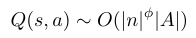 Q(s, a) ∼ O(|n|^ϕ|A|)